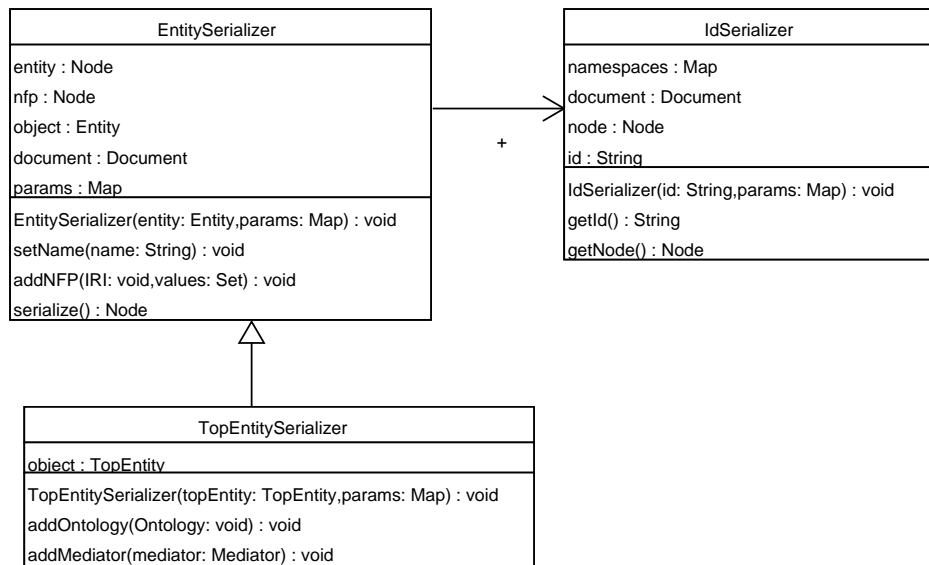 EntitySerializer
entity : Node
nfp : Node
object : Entity
document : Document
params : Map
EntitySerializer(entity: Entity,params: Map) : void
setName(name: String) : void
addNFP(IRI: void,values: Set) : void
serialize() : Node
+
IdSerializer
namespaces : Map
document : Document
node : Node
id : String
IdSerializer(id: String,params: Map) : void
getId() : String
getNode() : Node
TopEntitySerializer
object : TopEntity
TopEntitySerializer(topEntity: TopEntity,params: Map) : void
addOntology(Ontology: void) : void
addMediator(mediator: Mediator) : void